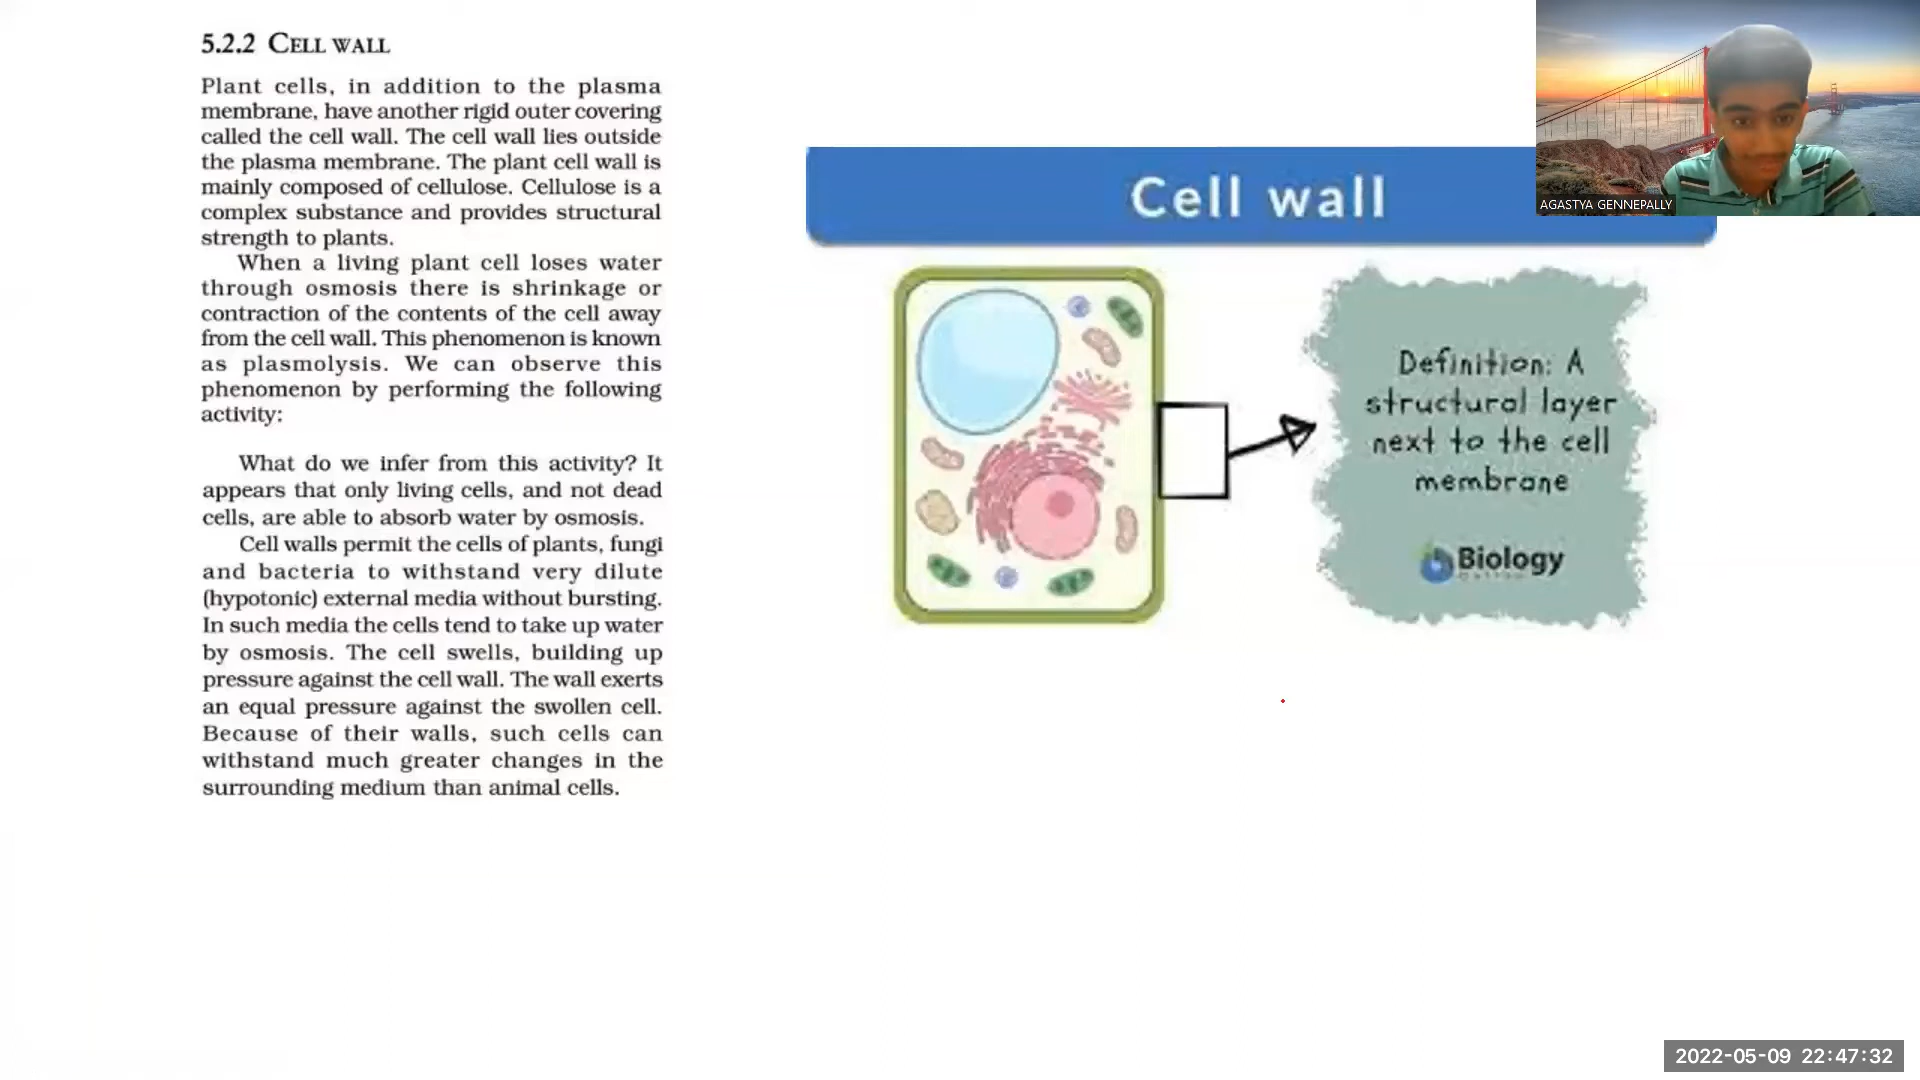 5.2.2 CELL WALL
Plant cells, in addition to the plasma
membrane, have another rigid outer covering
called the cell wall. The cell wall lies outside
the plasma membrane. The plant cell wall is
mainly composed of cellulose. Cellulose is a
complex substance and provides structural
strength to plants.
When a living plant cell loses water
through osmosis there is shrinkage or
contraction of the contents of the cell away
from the cell wall. This phenomenon is known
as plasmolysis. We can observe this
phenomenon by performing the following
activity:
What do we infer from this activity? It
appears that only living cells, and not dead
cells, are able to absorb water by osmosis.
Cell walls permit the cells of plants, fungi
and bacteria to withstand very dilute
(hypotonic) external media without bursting.
In such media the cells tend to take up water
by osmosis. The cell swells, building up
pressure against the cell wall. The wall exerts
an equal pressure against the swollen cell.
Because of their walls, such cells can
withstand much greater changes in the
surrounding medium than animal cells.
Cell wall
Definition: A
structural layer
next to the cell
membrane
Biology
AGASTYA GENNEPALLY
2022-05-09 22:47:32